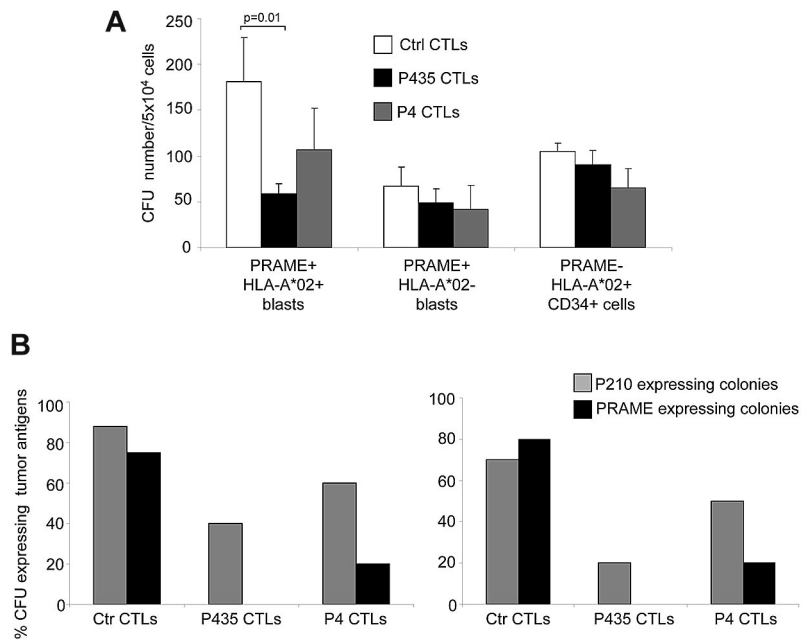 A
p=0.01
CFU number/5x10⁴ cells
250
200
150
100
50
0
Ctrl CTLs
P435 CTLs
P4 CTLs
PRAME+
HLA-A*02+
blasts
PRAME+
HLA-A*02-
blasts
PRAME-
HLA-A*02+
CD34+ cells
B
P210 expressing colonies
PRAME expressing colonies
% CFU expressing tumor antigens
100
80
60
40
20
0
Ctr CTLs
P435 CTLs
P4 CTLs
100
80
60
40
20
0
Ctr CTLs
P435 CTLs
P4 CTLs